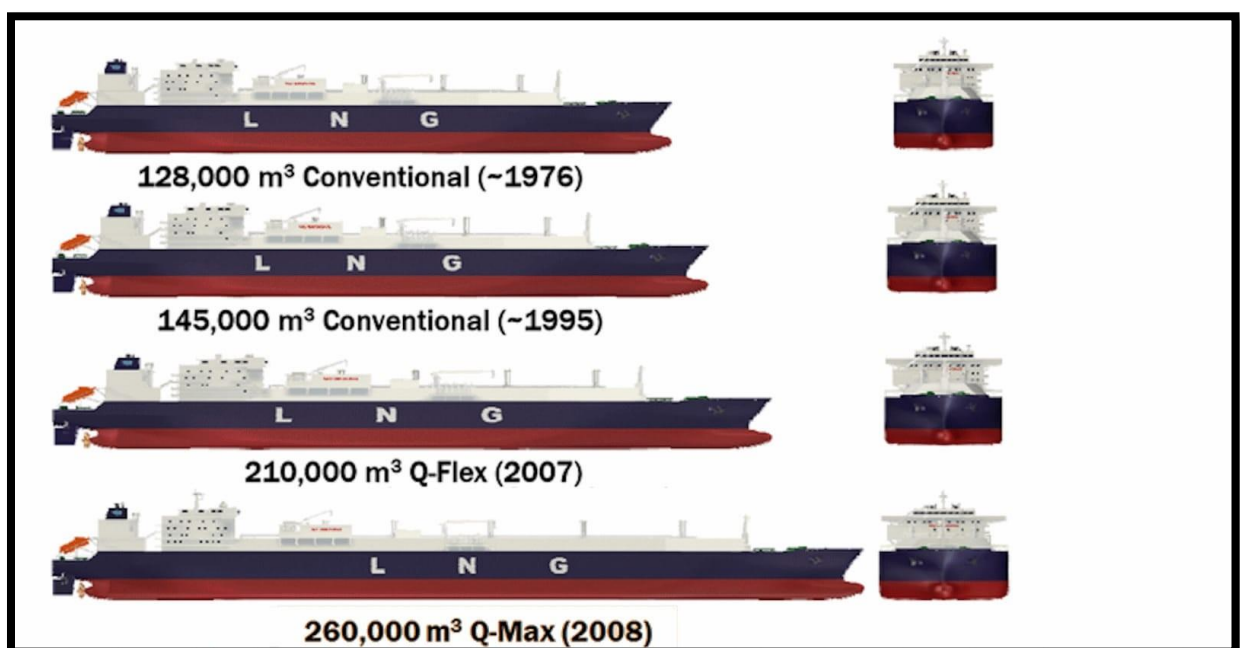 L N G
128,000 m³ Conventional (~1976)
L N G
145,000 m³ Conventional (~1995)
L N G
210,000 m³ Q-Flex (2007)
L N G
260,000 m³ Q-Max (2008)